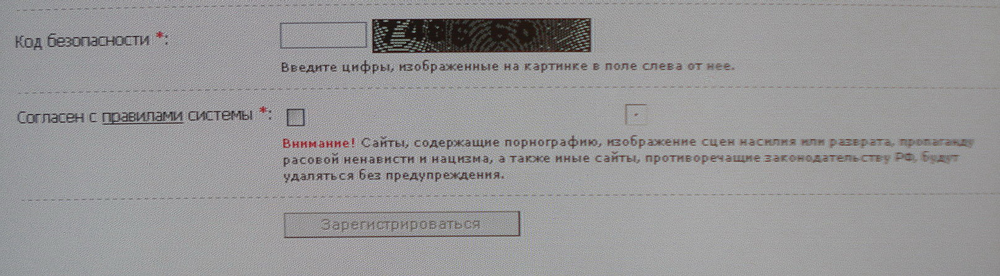 Код безопасности *:
Введите цифры, изображенные на картинке в поле слева от нее.
Согласен с правилами системы *:
Внимание! Сайты, содержащие порнографию, изображение сцен насилия или разврата, пропаганду
расовой ненависти и нацизма, а также иные сайты, противоречащие законодательству РФ, будут
удаляться без предупреждения.
Зарегистрироваться